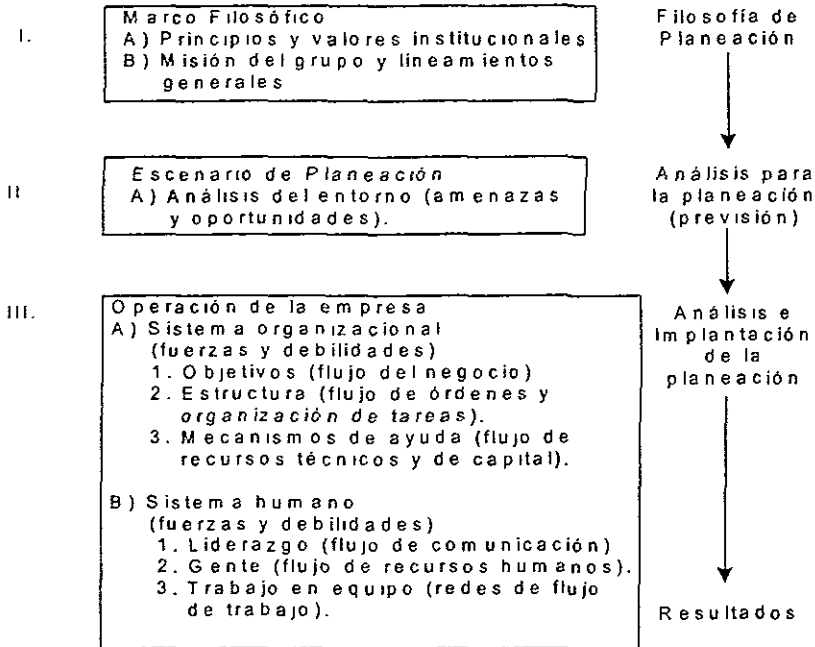 I.
Marco Filosófico
A) Principios y valores institucionales
B) Misión del grupo y lineamientos
generales
Filosofía de
Planeación
II
Escenario de Planeación
A) Análisis del entorno (amenazas
y oportunidades).
Análisis para
la planeación
(previsión)
III.
Operación de la empresa
A) Sistema organizacional
(fuerzas y debilidades)
1. Objetivos (flujo del negocio)
2. Estructura (flujo de órdenes y
organización de tareas).
3. Mecanismos de ayuda (flujo de
recursos técnicos y de capital).
B) Sistema humano
(fuerzas y debilidades)
1. Liderazgo (flujo de comunicación)
2. Gente (flujo de recursos humanos).
3. Trabajo en equipo (redes de flujo
de trabajo).
Análisis e
implantación
de la
planeación
Resultados